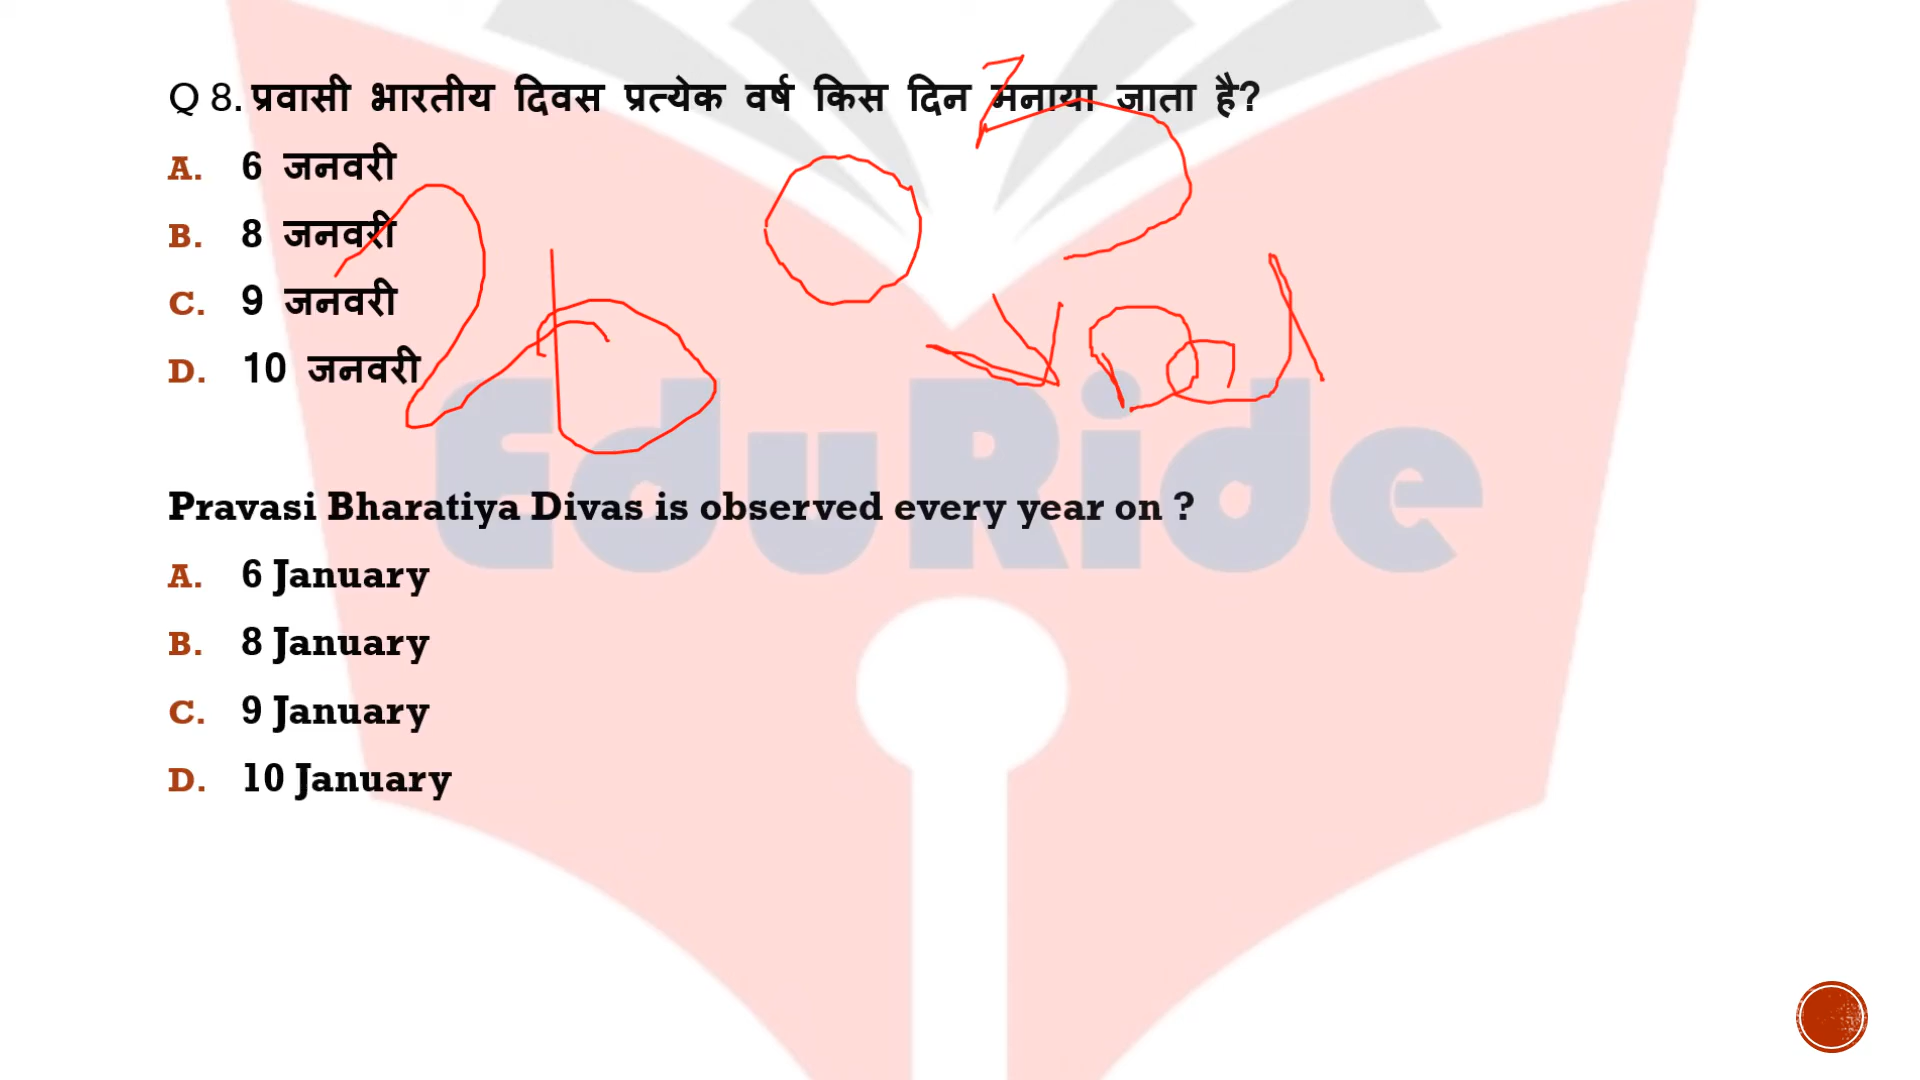 Q 8. प्रवासी भारतीय दिवस प्रत्येक वर्ष किस दिन मनाया जाता है?
A. 6 जनवरी
B. 8 जनवरी
C. 9 जनवरी
D. 10 जनवरी
EduRide
Pravasi Bharatiya Divas is observed every year on ?
A. 6 January
B. 8 January
C. 9 January
D. 10 January